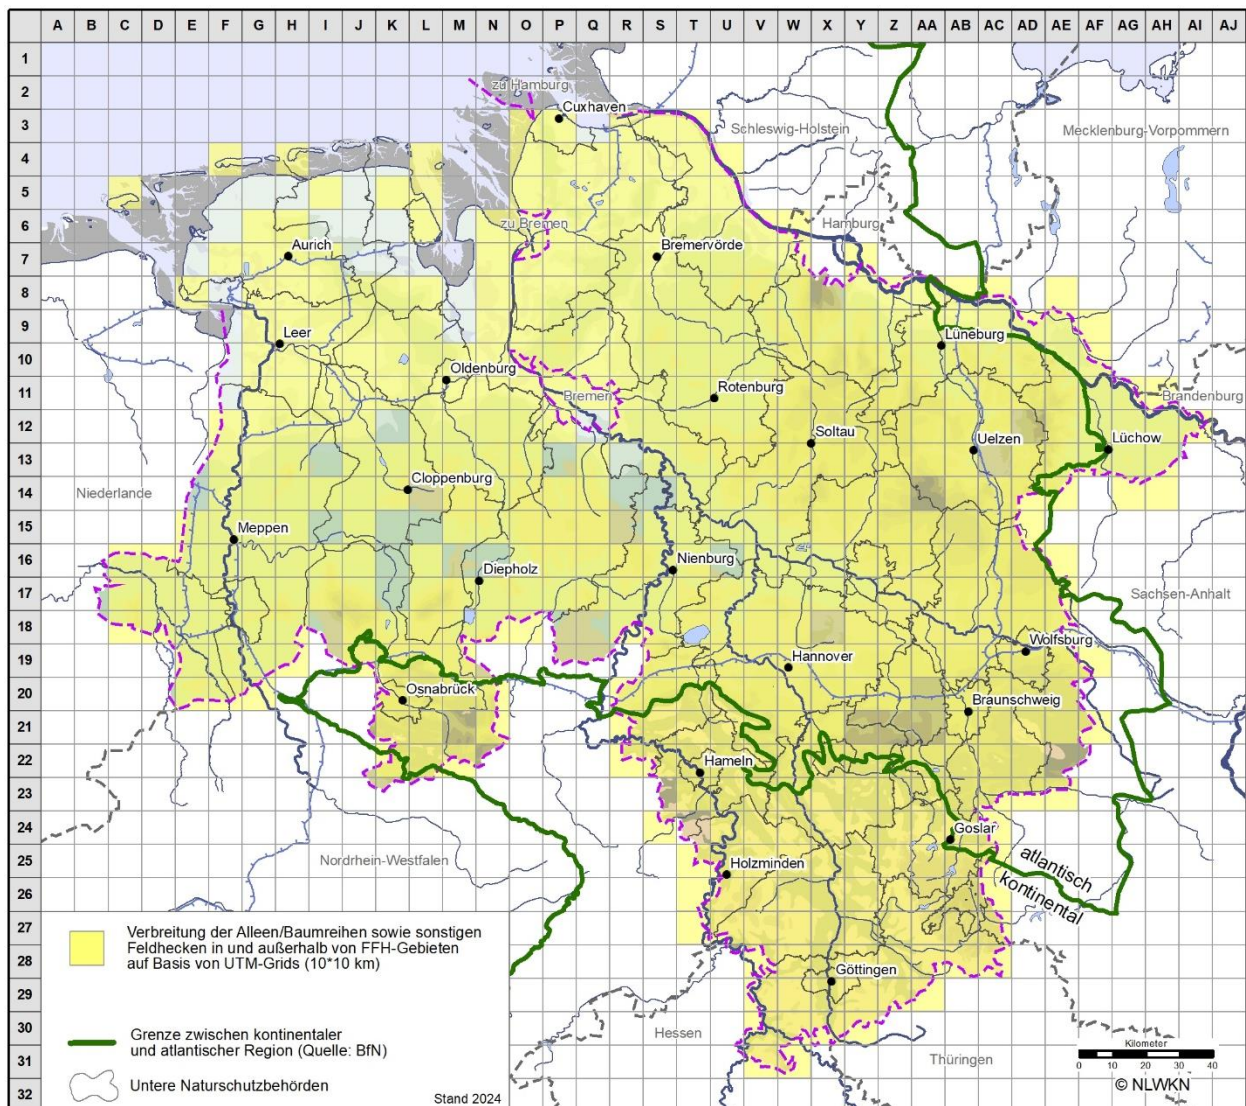 A B C D E F G H I J K L M N O P Q R S T U V W X Y Z AA AB AC AD AE AF AG AH AI AJ
1
2
zu Hamburg
Cuxhaven
3
Schleswig-Holstein
Mecklenburg-Vorpommern
4
5
6
zu Bremen
Hamburg
Aurich
Bremervörde
7
8
9
Leer
Lüneburg
10
Oldenburg
11
Bremen
Rotenburg
Brandenburg
12
Soltau
Uelzen
Lüchow
13
Cloppenburg
14
Niederlande
15
Meppen
16
Diepholz
Nienburg
17
Sachsen-Anhalt
18
Wolfsburg
19
Hannover
20
Osnabrück
Braunschweig
21
22
Hameln
23
24
Goslar
25
Nordrhein-Westfalen
Holzminden
atlantisch
26
kontinental
27
Verbreitung der Alleen/Baumreihen sowie sonstigen
Feldhecken in und außerhalb von FFH-Gebieten
auf Basis von UTM-Grids (10*10 km)
28
Göttingen
29
30
Grenze zwischen kontinentaler
und atlantischer Region (Quelle: BfN)
Hessen
Thüringen
Kilometer
0 5 10 20 30 40
31
Untere Naturschutzbehörden
© NLWKN
32
Stand 2024